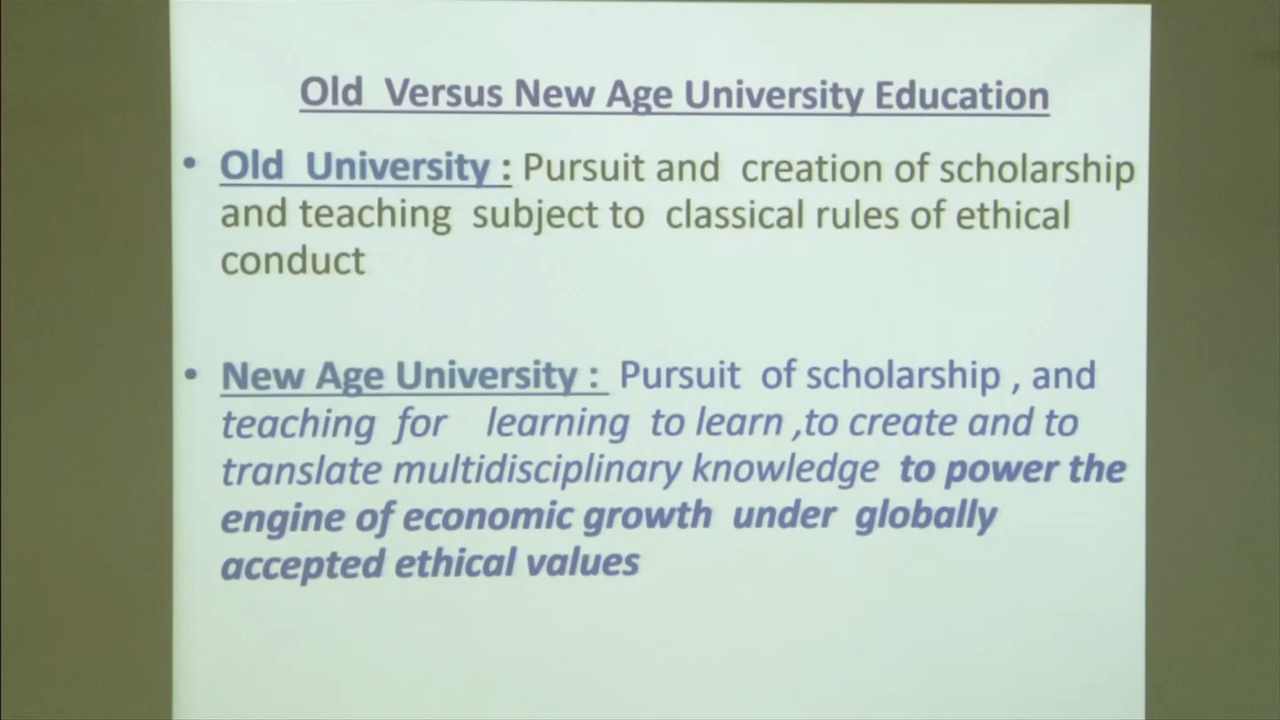 Old Versus New Age University Education
• Old University : Pursuit and creation of scholarship
and teaching subject to classical rules of ethical
conduct
• New Age University : Pursuit of scholarship , and
teaching for learning to learn ,to create and to
translate multidisciplinary knowledge to power the
engine of economic growth under globally
accepted ethical values